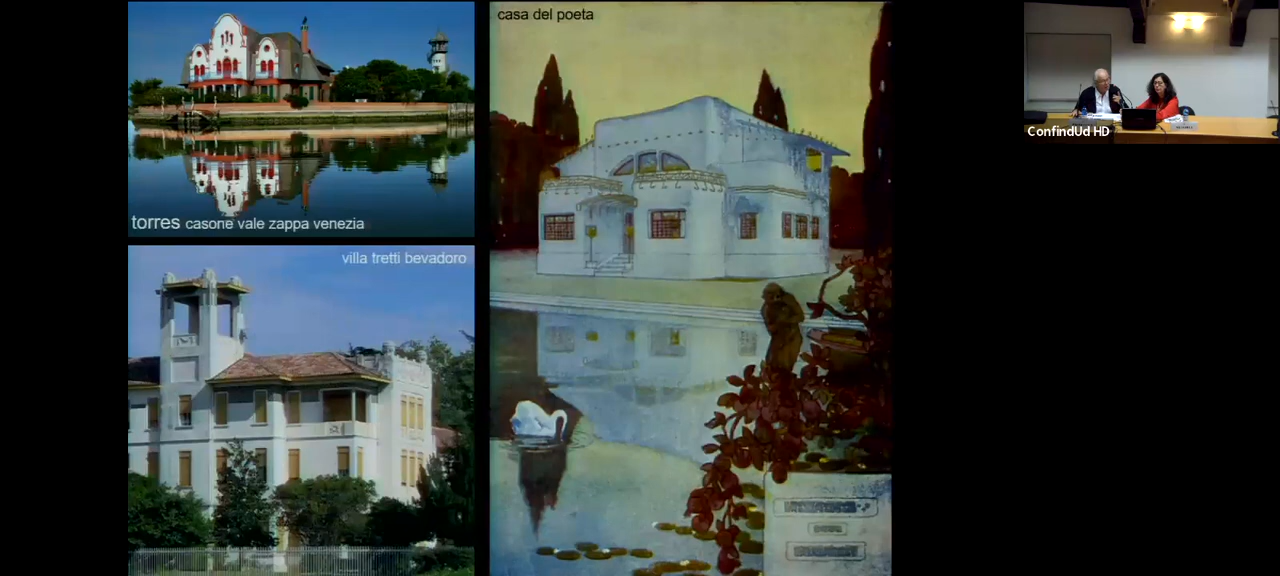 torres casone vale zappa venezia
villa tretti bevadoro
casa del poeta
ConfindUd HD